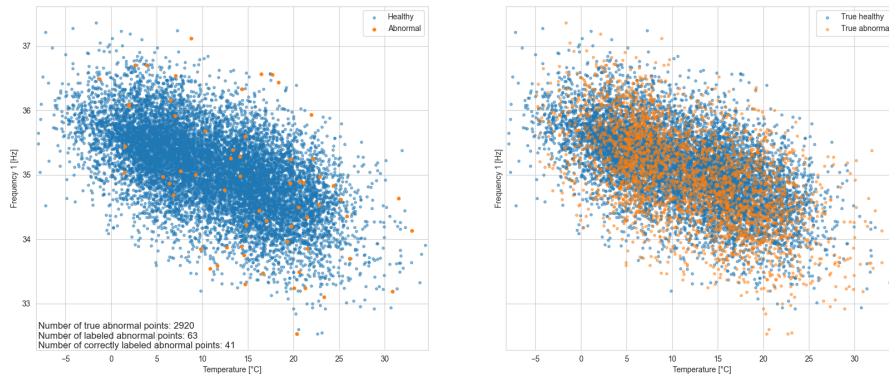 Healthy
Abnormal
37
36
35
34
33
Frequency 1 [Hz]
Number of true abnormal points: 2920
Number of labeled abnormal points: 63
Number of correctly labeled abnormal points: 41
−5 0 5 10 15 20 25 30
Temperature [°C]
True healthy
True abnormal
Frequency 1 [Hz]
−5 0 5 10 15 20 25 30
Temperature [°C]